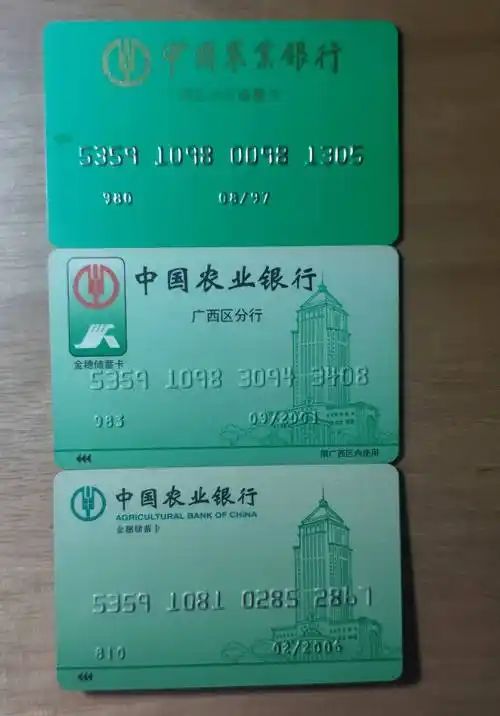 中国农业银行
5359 1098 0098 1305
980 08/97
中国农业银行
广西区分行
金穗储蓄卡
5359 1098 3094 3408
983 09/2001
限广西区内使用
中国农业银行
AGRICULTURAL BANK OF CHINA
金穗储蓄卡
5359 1081 0285 2867
810 02/2006